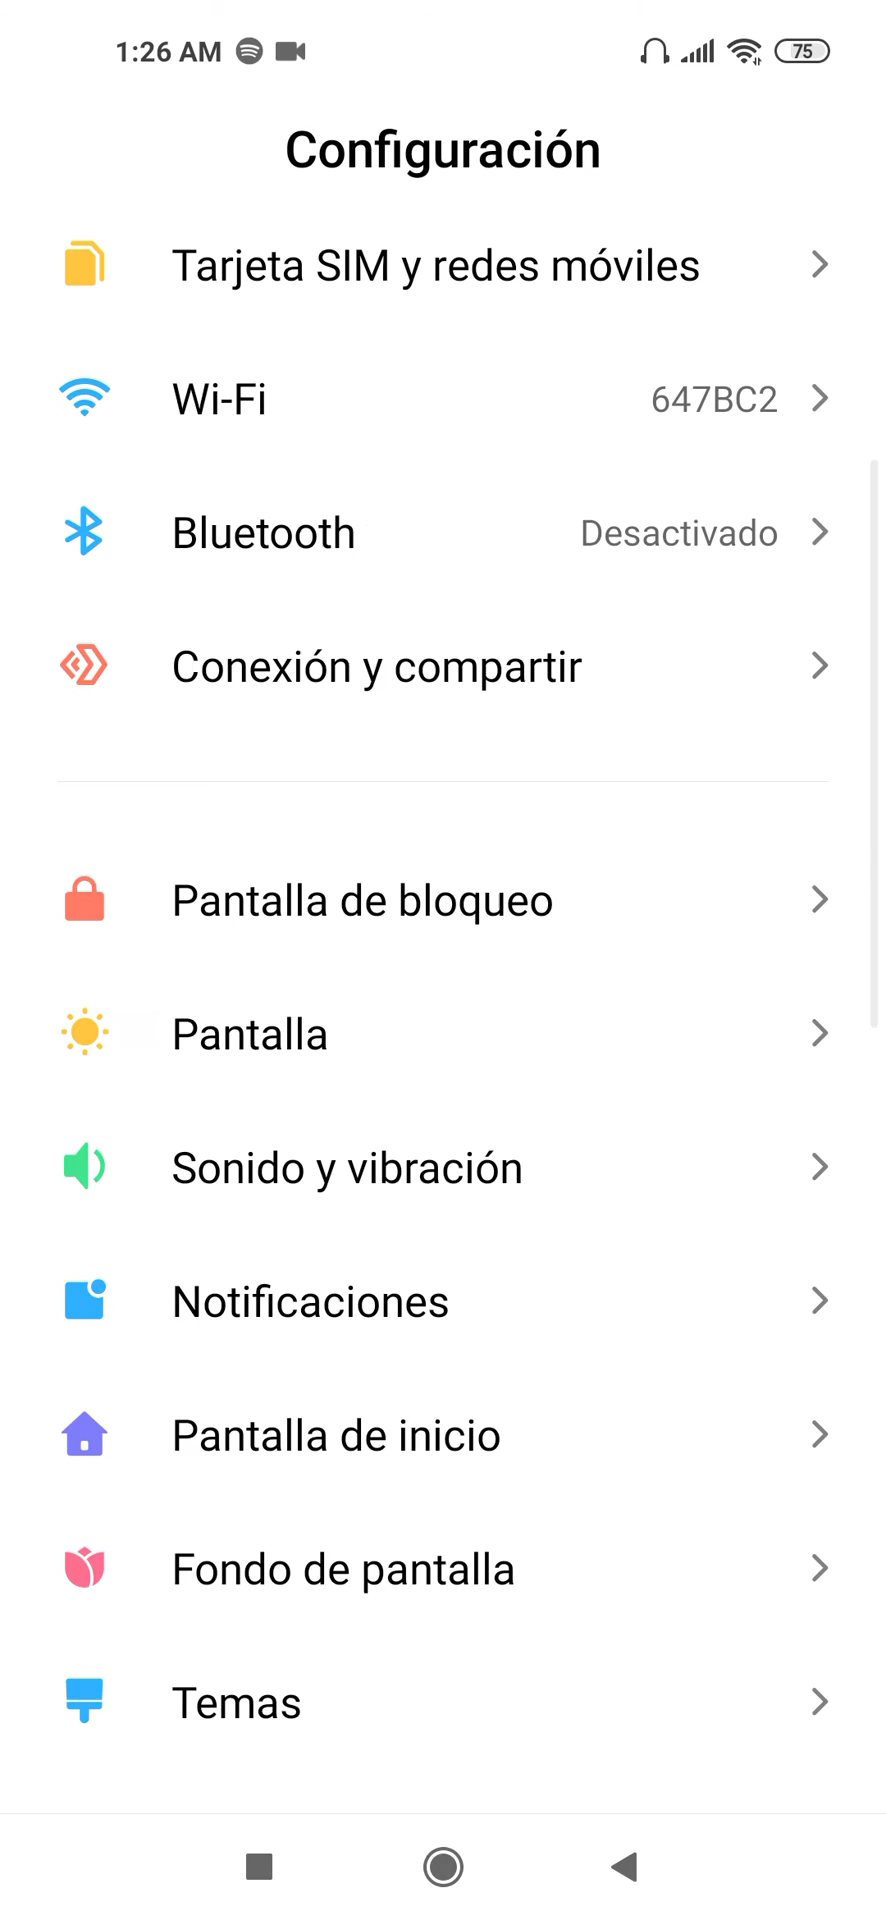 1:26 AM
75
Configuración
Tarjeta SIM y redes móviles
Wi-Fi 647BC2
Bluetooth Desactivado
Conexión y compartir
Pantalla de bloqueo
Pantalla
Sonido y vibración
Notificaciones
Pantalla de inicio
Fondo de pantalla
Temas